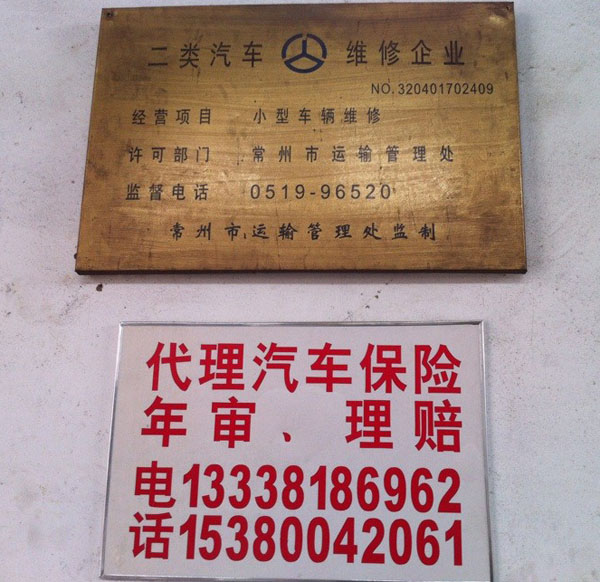 二类汽车 维修企业
NO.320401702409
经营项目 小型车辆维修
许可部门 常州市运输管理处
监督电话 0519-96520
常州市运输管理处监制
代理汽车保险
年审、理赔
电13338186962
话15380042061